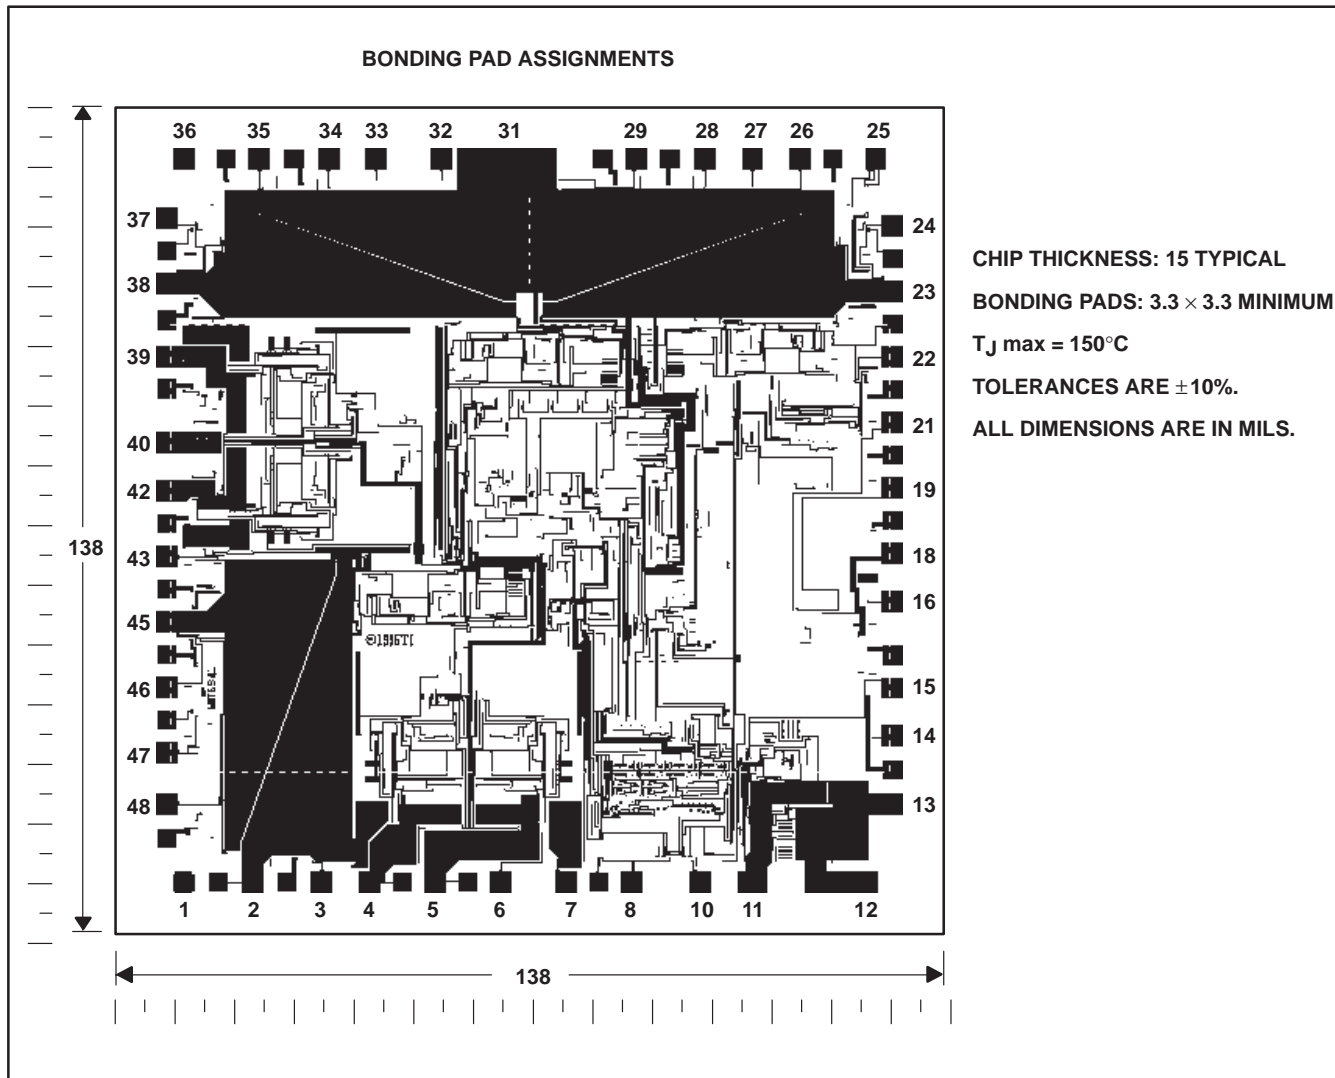 BONDING PAD ASSIGNMENTS
36 35 34 33 32 31 29 28 27 26 25
37
24
38
23
39
22
40
21
42
19
43
18
45
16
46
15
47
14
48
13
1 2 3 4 5 6 7 8 10 11 12
138
138
©1996TI
CHIP THICKNESS: 15 TYPICAL
BONDING PADS: 3.3 × 3.3 MINIMUM
TJ max = 150°C
TOLERANCES ARE ±10%.
ALL DIMENSIONS ARE IN MILS.